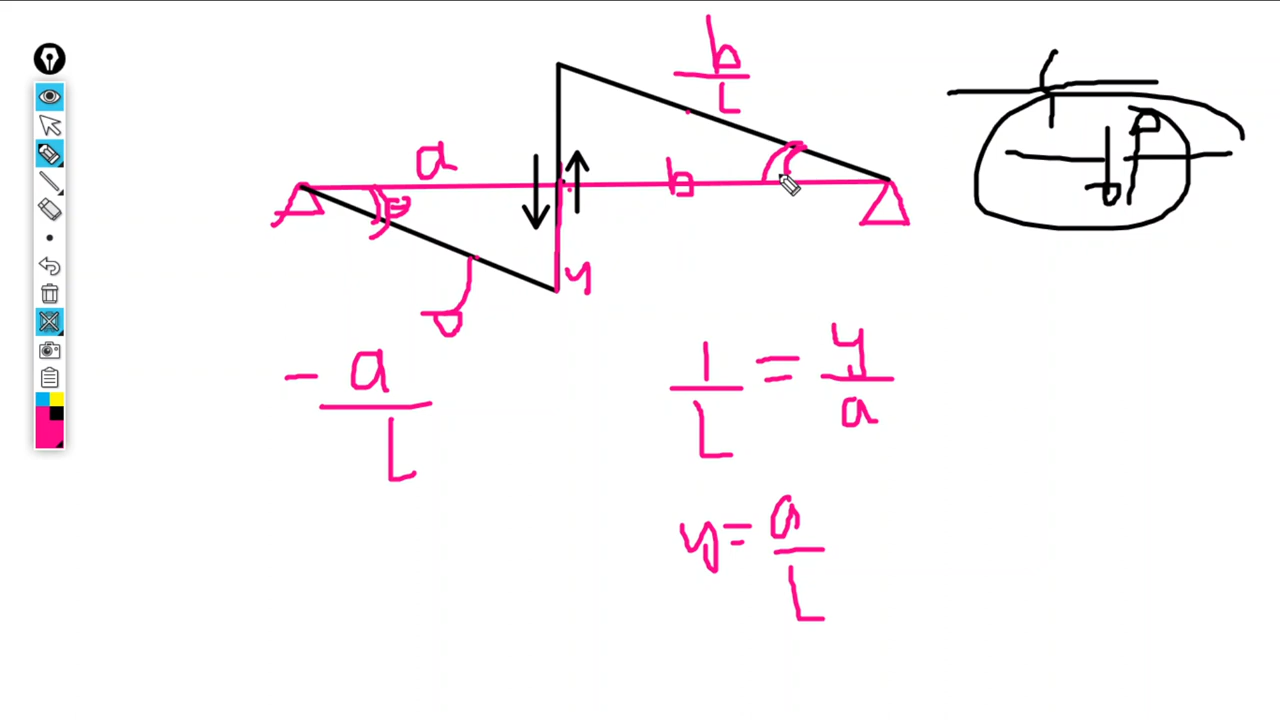 b
L
a
b
θ
y
- a
L
1 = y
L a
y = a
L